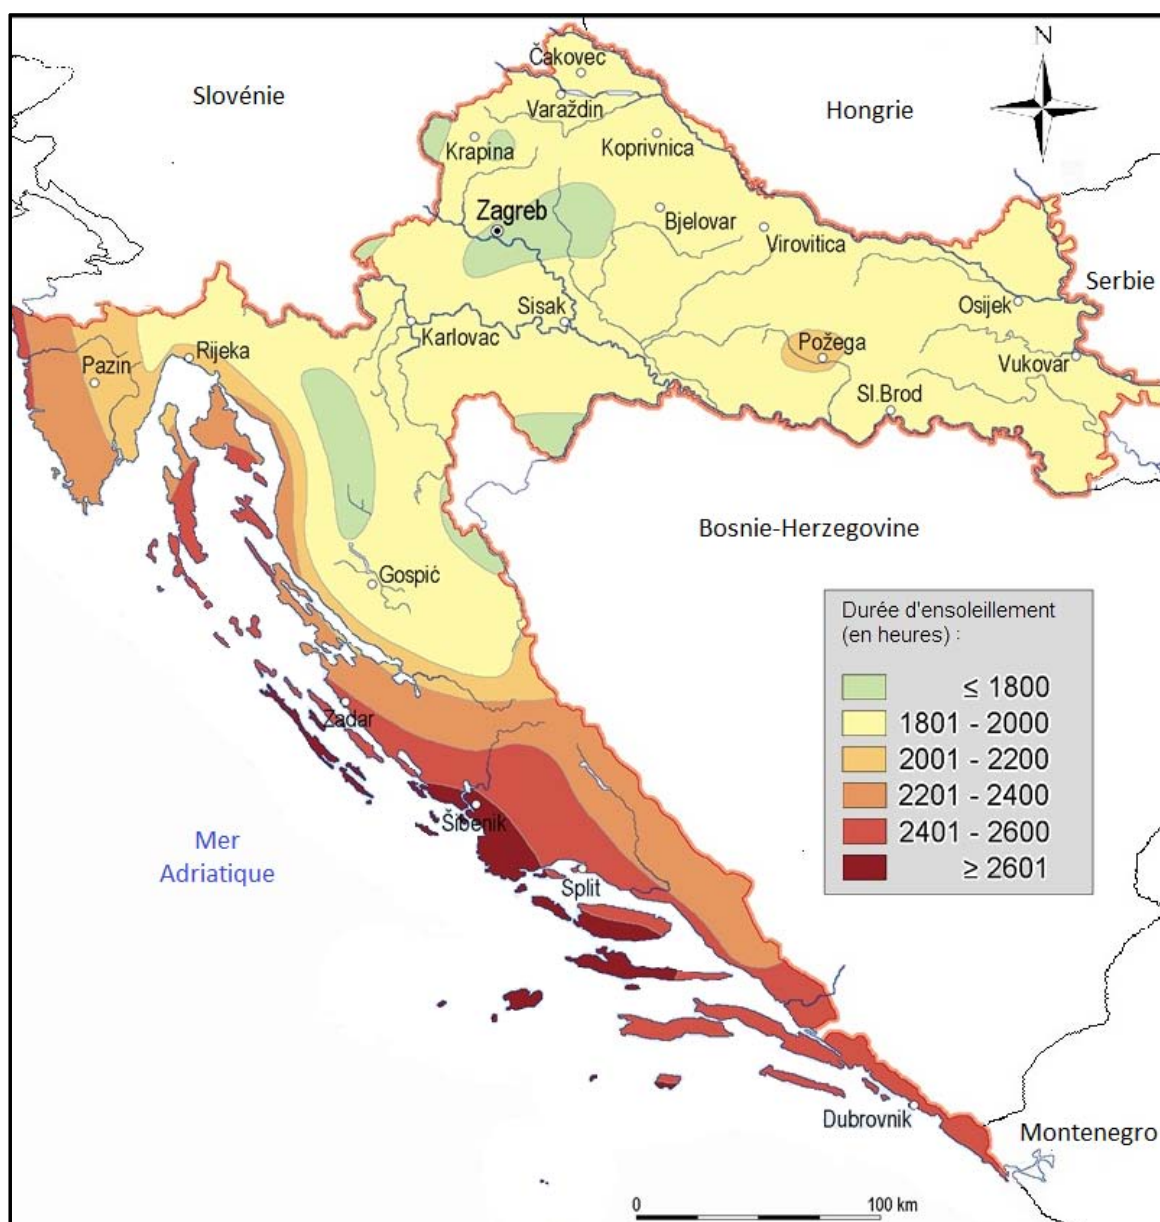 N
Slovénie
Hongrie
Čakovec
Varaždin
Krapina
Koprivnica
Zagreb
Bjelovar
Virovitica
Serbie
Osijek
Sisak
Karlovac
Rijeka
Pazin
Požega
Vukovar
Sl.Brod
Bosnie-Herzegovine
Gospić
Durée d'ensoleillement
(en heures) :
≤ 1800
1801 - 2000
2001 - 2200
2201 - 2400
2401 - 2600
≥ 2601
Zadar
Šibenik
Mer
Adriatique
Split
Dubrovnik
Montenegro
0
100 km